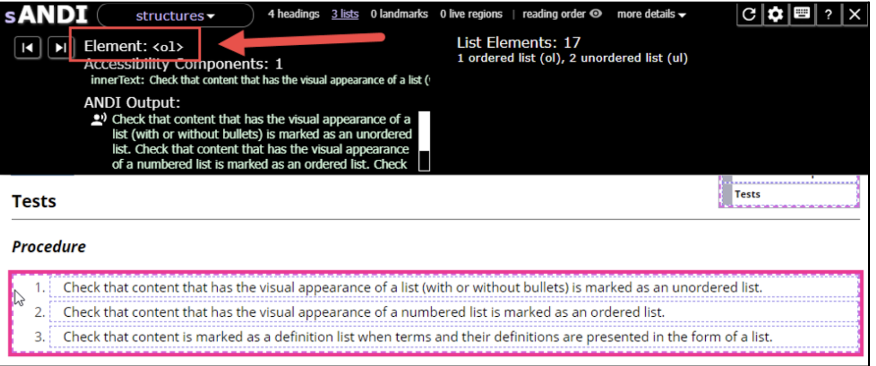 sANDI structures 4 headings 3 lists 0 landmarks 0 live regions | reading order more details ?
Element: <ol>
Accessibility Components: 1
innerText: Check that content that has the visual appearance of a list (
ANDI Output:
Check that content that has the visual appearance of a
list (with or without bullets) is marked as an unordered
list. Check that content that has the visual appearance
of a numbered list is marked as an ordered list. Check
List Elements: 17
1 ordered list (ol), 2 unordered list (ul)
Tests
Tests
Procedure
1. Check that content that has the visual appearance of a list (with or without bullets) is marked as an unordered list.
2. Check that content that has the visual appearance of a numbered list is marked as an ordered list.
3. Check that content is marked as a definition list when terms and their definitions are presented in the form of a list.